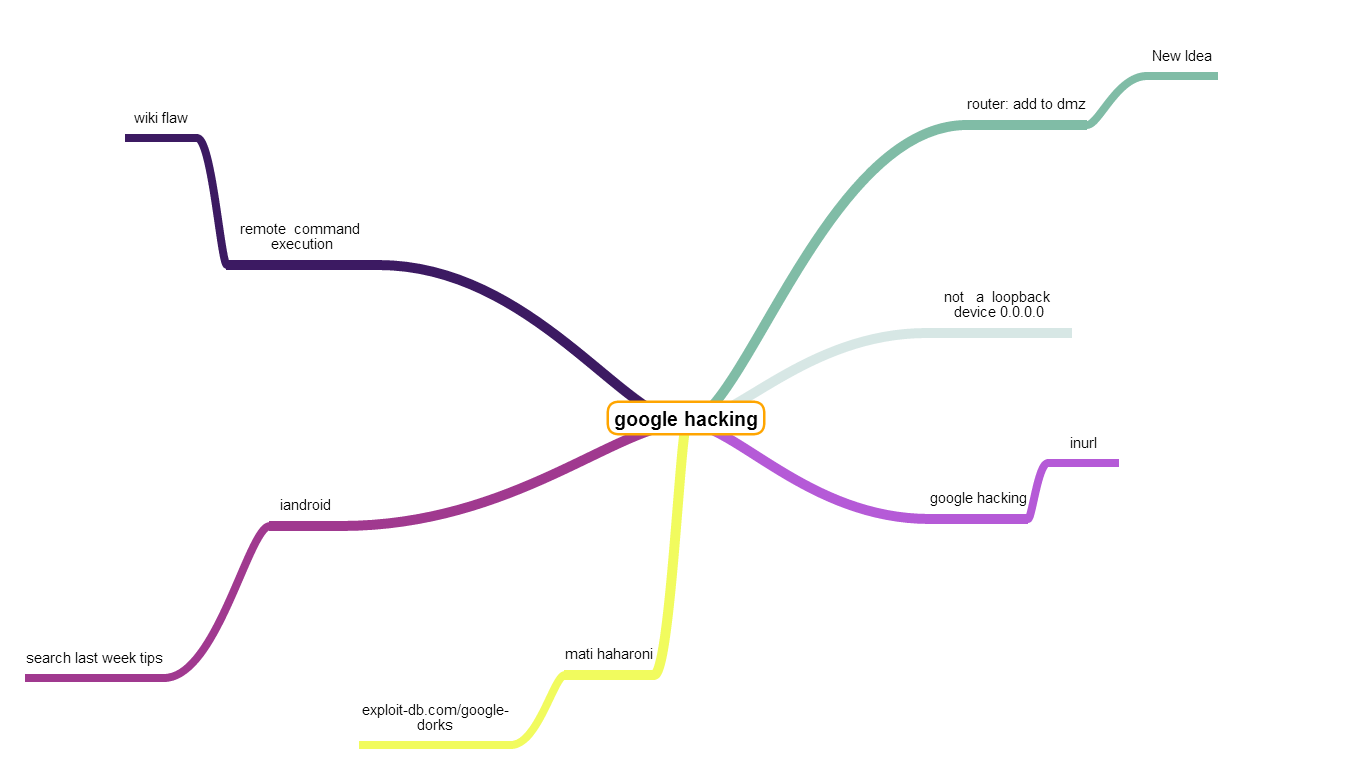 New Idea
router: add to dmz
wiki flaw
remote command
execution
not a loopback
device 0.0.0.0
google hacking
inurl
google hacking
iandroid
search last week tips
mati haharoni
exploit-db.com/google-
dorks